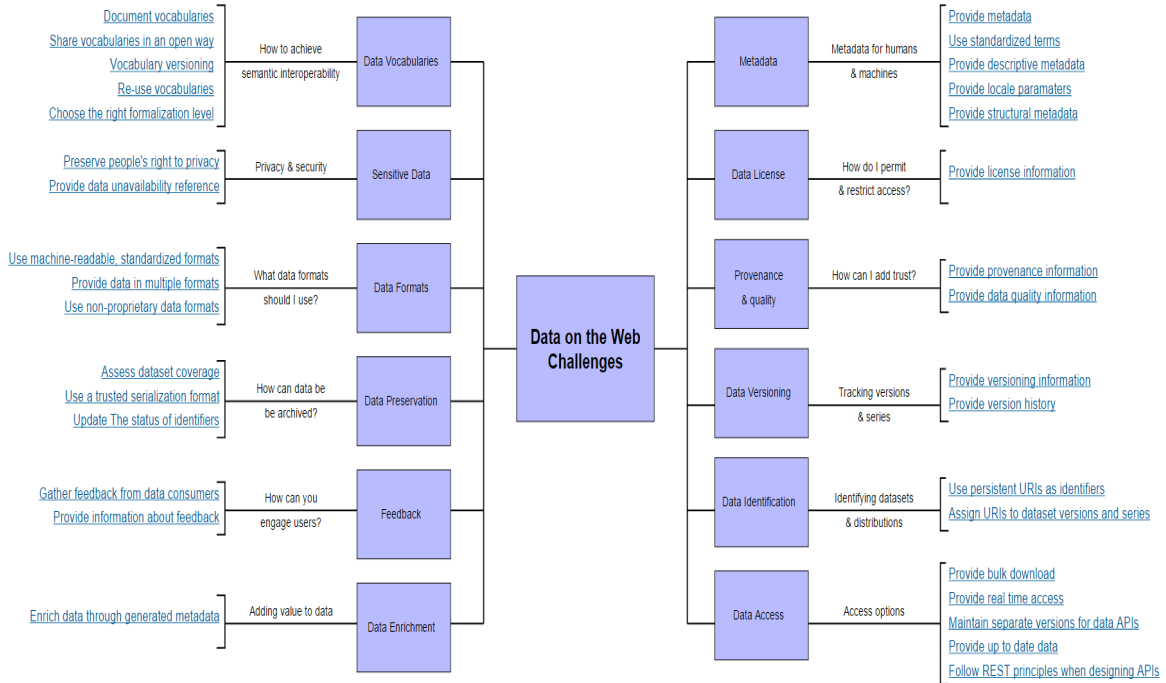 Document vocabularies
Share vocabularies in an open way
Vocabulary versioning
Re-use vocabularies
Choose the right formalization level
How to achieve
semantic interoperability
Data Vocabularies
Preserve people's right to privacy
Provide data unavailability reference
Privacy & security
Sensitive Data
Use machine-readable, standardized formats
Provide data in multiple formats
Use non-proprietary data formats
What data formats
should I use?
Data Formats
Assess dataset coverage
Use a trusted serialization format
Update The status of identifiers
How can data be
be archived?
Data Preservation
Gather feedback from data consumers
Provide information about feedback
How can you
engage users?
Feedback
Enrich data through generated metadata
Adding value to data
Data Enrichment
Data on the Web
Challenges
Metadata
Metadata for humans
& machines
Provide metadata
Use standardized terms
Provide descriptive metadata
Provide locale paramaters
Provide structural metadata
Data License
How do I permit
& restrict access?
Provide license information
Provenance
& quality
How can I add trust?
Provide provenance information
Provide data quality information
Data Versioning
Tracking versions
& series
Provide versioning information
Provide version history
Data Identification
Identifying datasets
& distributions
Use persistent URIs as identifiers
Assign URIs to dataset versions and series
Data Access
Access options
Provide bulk download
Provide real time access
Maintain separate versions for data APIs
Provide up to date data
Follow REST principles when designing APIs